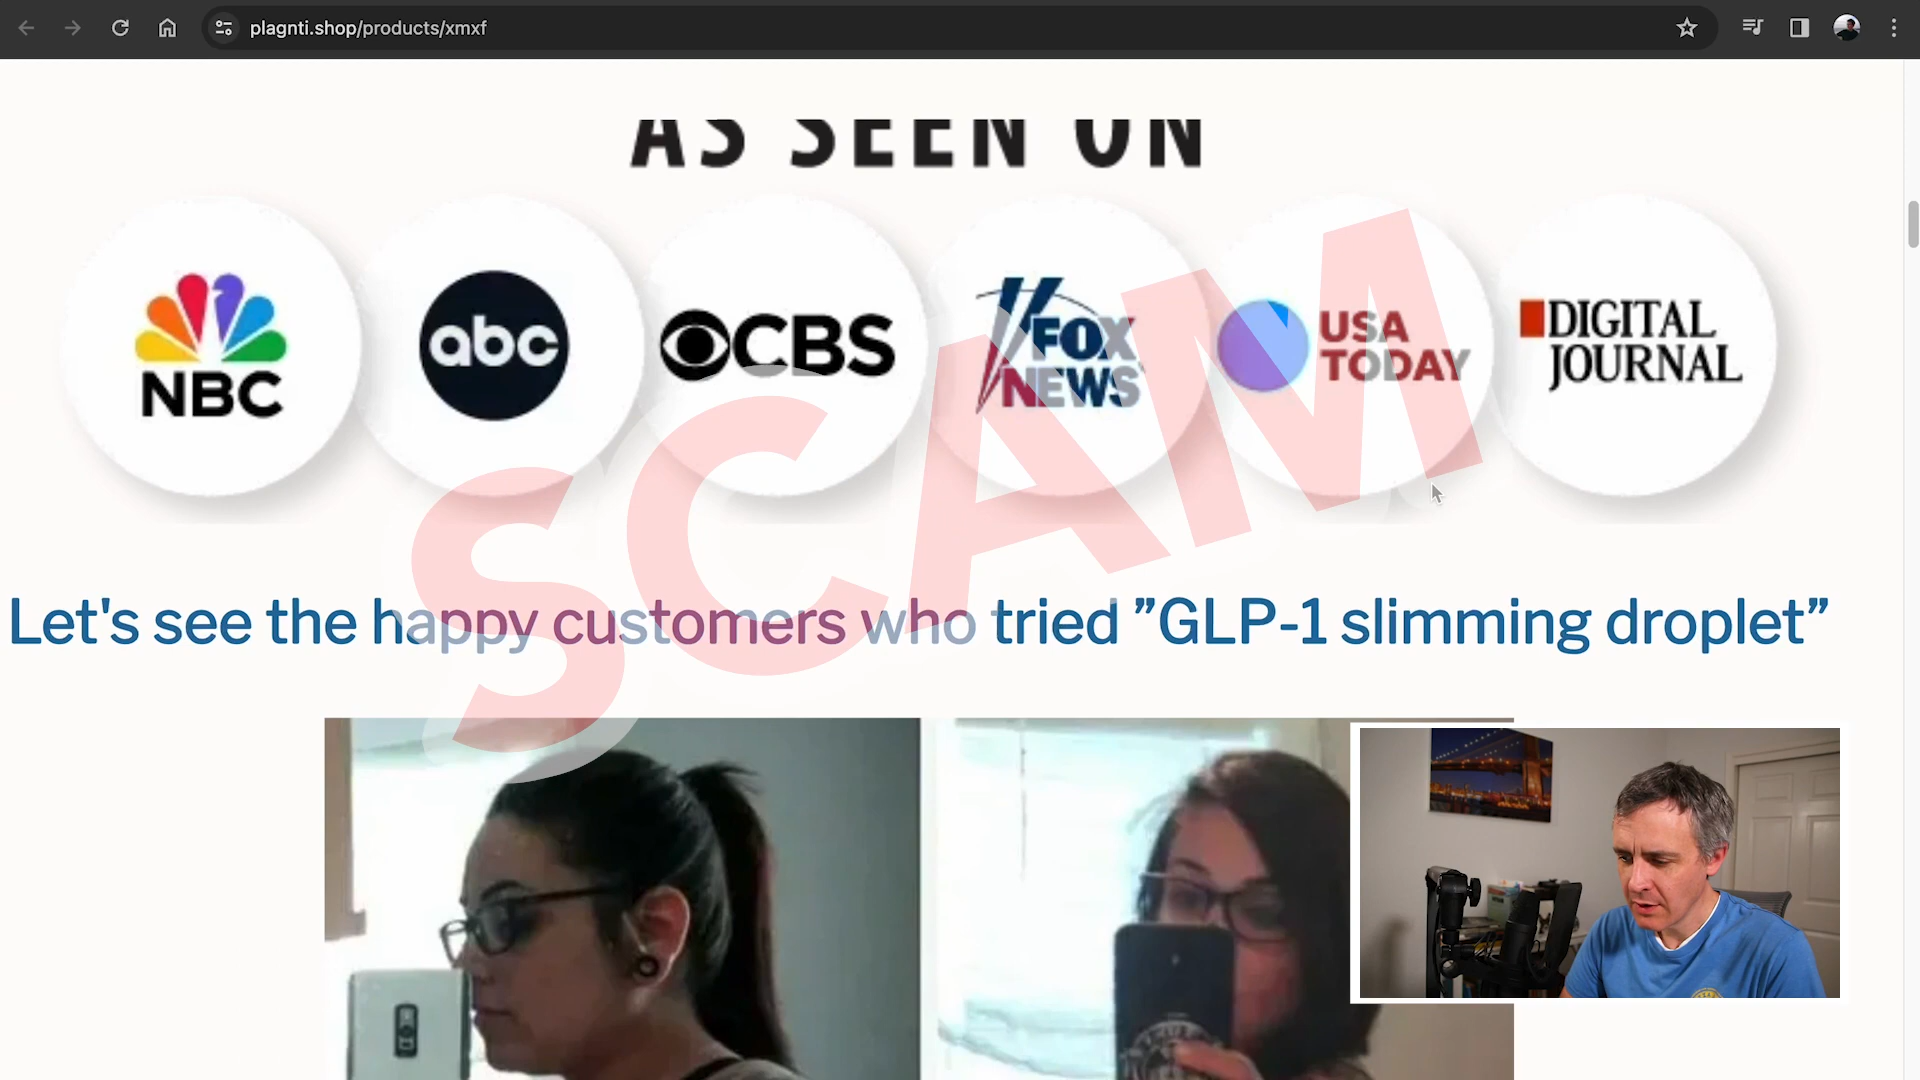 plagnti.shop/products/xmxf
AS SEEN ON
NBC
abc
CBS
FOX
NEWS
USA
TODAY
DIGITAL
JOURNAL
SCAM
Let's see the happy customers who tried ”GLP-1 slimming droplet”